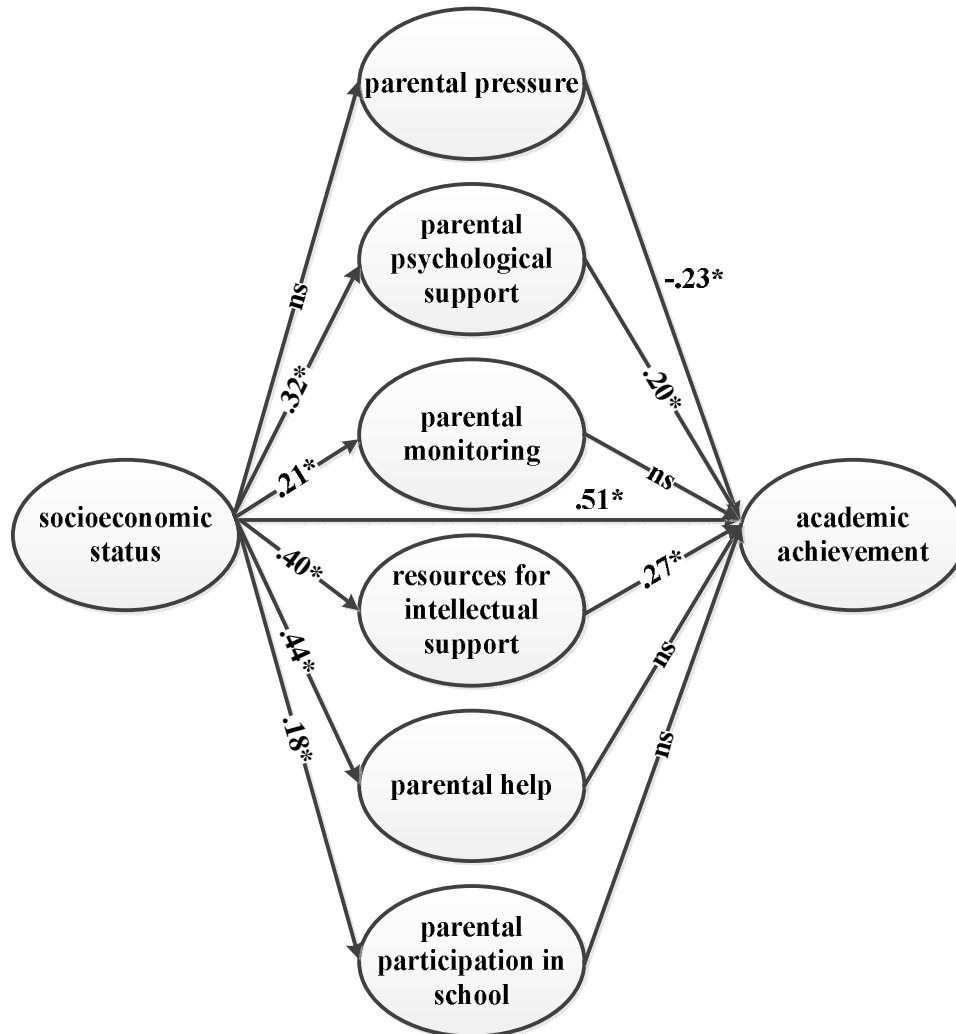 parental pressure
parental
psychological
support
-.23*
ns
.32*
.20*
parental
monitoring
.21*
ns
.51*
socioeconomic
status
academic
achievement
.40*
resources for
intellectual
support
.27*
.44*
ns
.18*
ns
parental help
parental
participation in
school